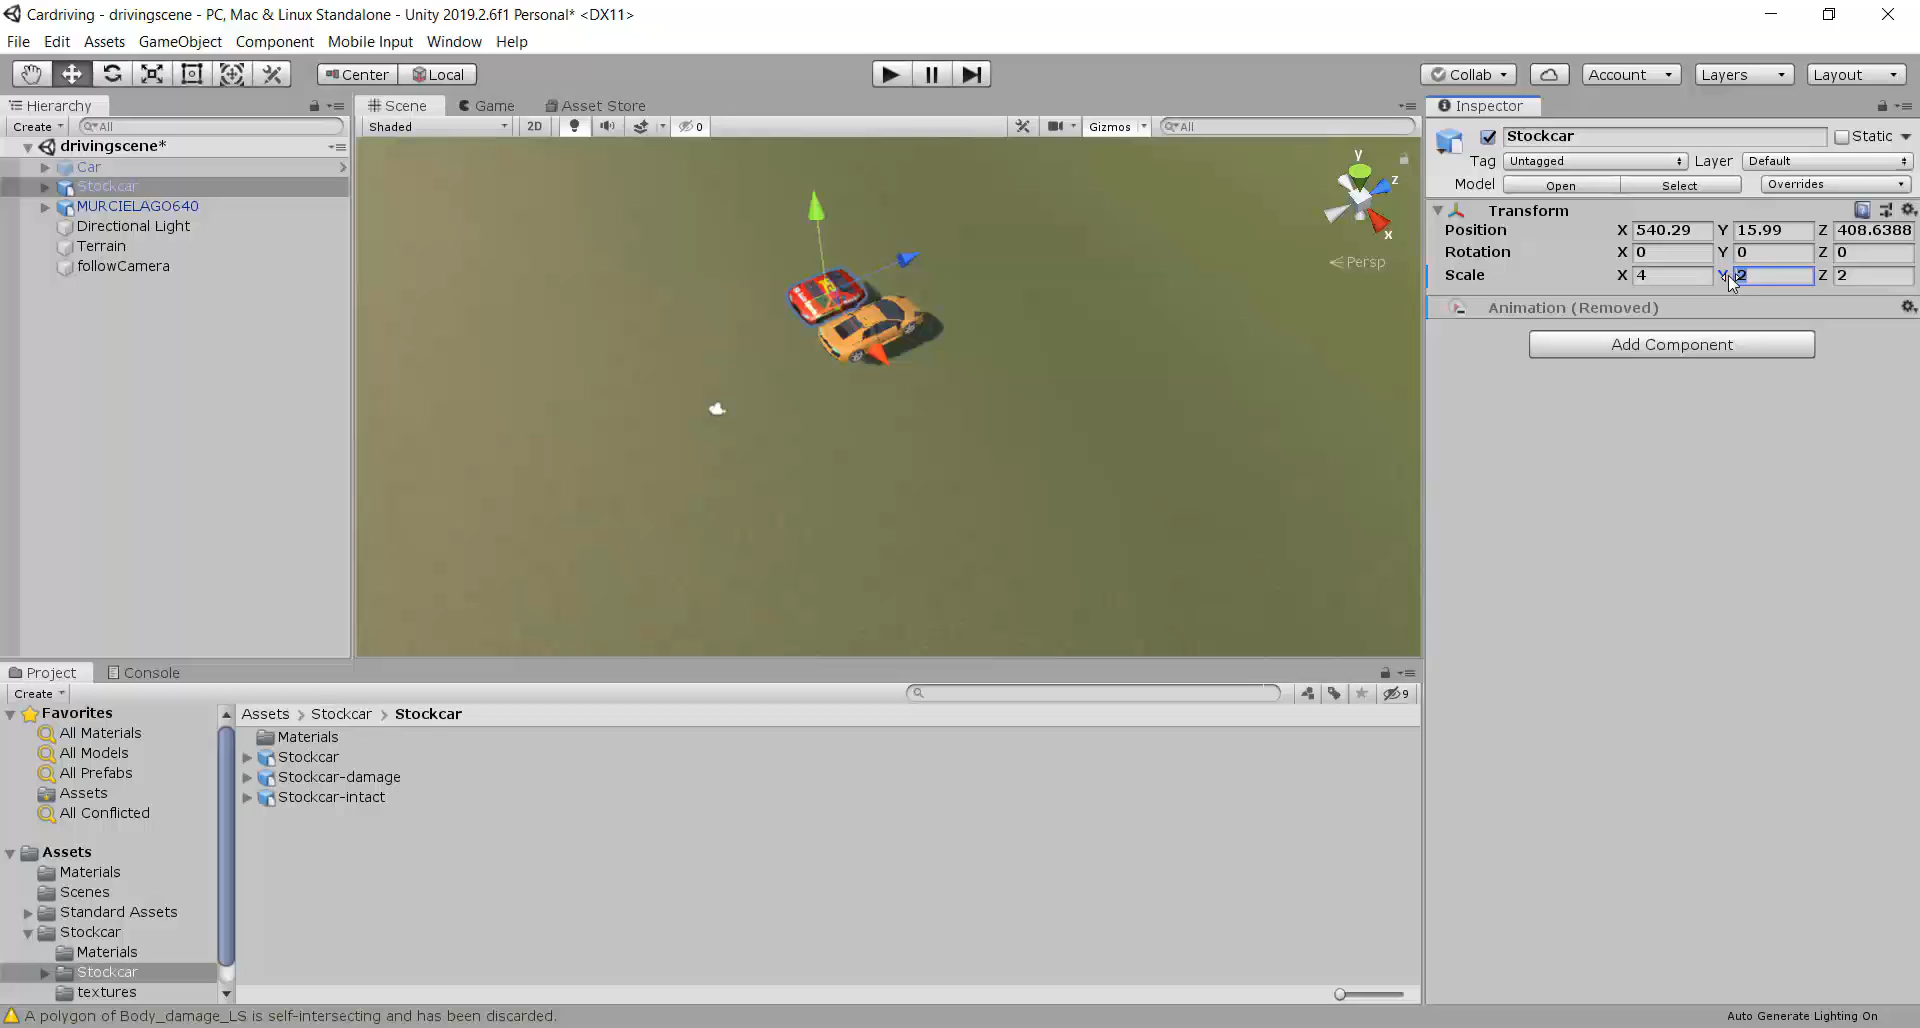 Cardriving - drivingscene - PC, Mac & Linux Standalone - Unity 2019.2.6f1 Personal* <DX11>
File Edit Assets GameObject Component Mobile Input Window Help
Center Local Collab Account Layers Layout
Hierarchy Scene Game Asset Store Inspector
Create All Shaded 2D 0 Gizmos All
drivingscene*
Car
Stockcar
MURCIELAGO640
Directional Light
Terrain
followCamera
y
z
x
Persp
Stockcar Static
Tag Untagged Layer Default
Model Open Select Overrides
Transform
Position X 540.29 Y 15.99 Z 408.6388
Rotation X 0 Y 0 Z 0
Scale X 4 Y 2 Z 2
Animation (Removed)
Add Component
Project Console
Create 9
Favorites
All Materials
All Models
All Prefabs
Assets
All Conflicted
Assets
Materials
Scenes
Standard Assets
Stockcar
Materials
Stockcar
textures
Assets > Stockcar > Stockcar
Materials
Stockcar
Stockcar-damage
Stockcar-intact
A polygon of Body_damage_LS is self-intersecting and has been discarded.
Auto Generate Lighting On